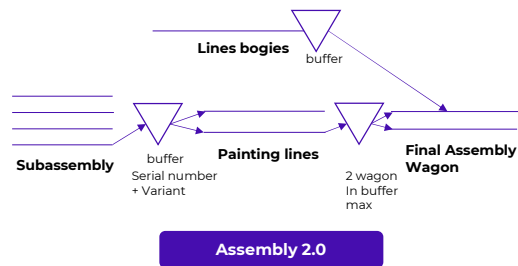 Lines bogies
buffer
Subassembly
buffer
Serial number
+ Variant
Painting lines
2 wagon
In buffer
max
Final Assembly
Wagon
Assembly 2.0